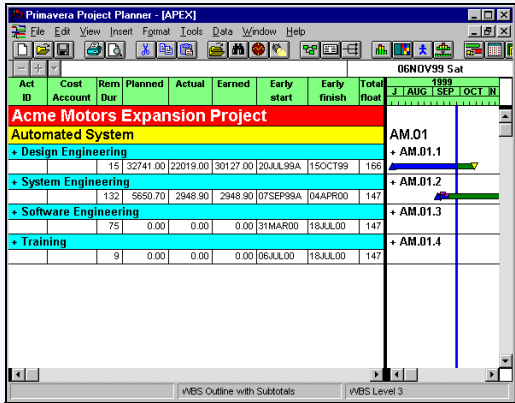 Primavera Project Planner - [APEX]
File Edit View Insert Format Tools Data Window Help
06NOV99 Sat
Act ID Cost Account Rem Dur Planned Actual Earned Early start Early finish Total float 1999
J AUG SEP OCT N
Acme Motors Expansion Project
Automated System AM.01
+ Design Engineering + AM.01.1
15 32741.00 22019.00 30127.00 20JUL99A 15OCT99 166
+ System Engineering + AM.01.2
132 5650.70 2948.90 2948.90 07SEP99A 04APR00 147
+ Software Engineering + AM.01.3
75 0.00 0.00 0.00 31MAR00 18JUL00 147
+ Training + AM.01.4
9 0.00 0.00 0.00 06JUL00 18JUL00 147
WBS Outline with Subtotals WBS Level 3